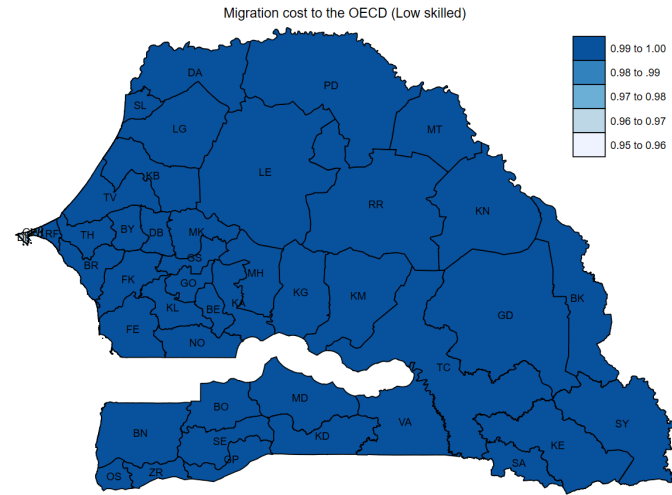 Migration cost to the OECD (Low skilled)
0.99 to 1.00
0.98 to .99
0.97 to 0.98
0.96 to 0.97
0.95 to 0.96
DA
PD
SL
LG
MT
LE
KB
TV
RR
KN
TH
BY
DB
MK
RF
BR
GS
FK
GO
MH
KG
KM
BK
KL
BE
KA
GD
FE
NO
TC
BO
MD
VA
SY
BN
SE
KD
KE
GP
SA
OS
ZR